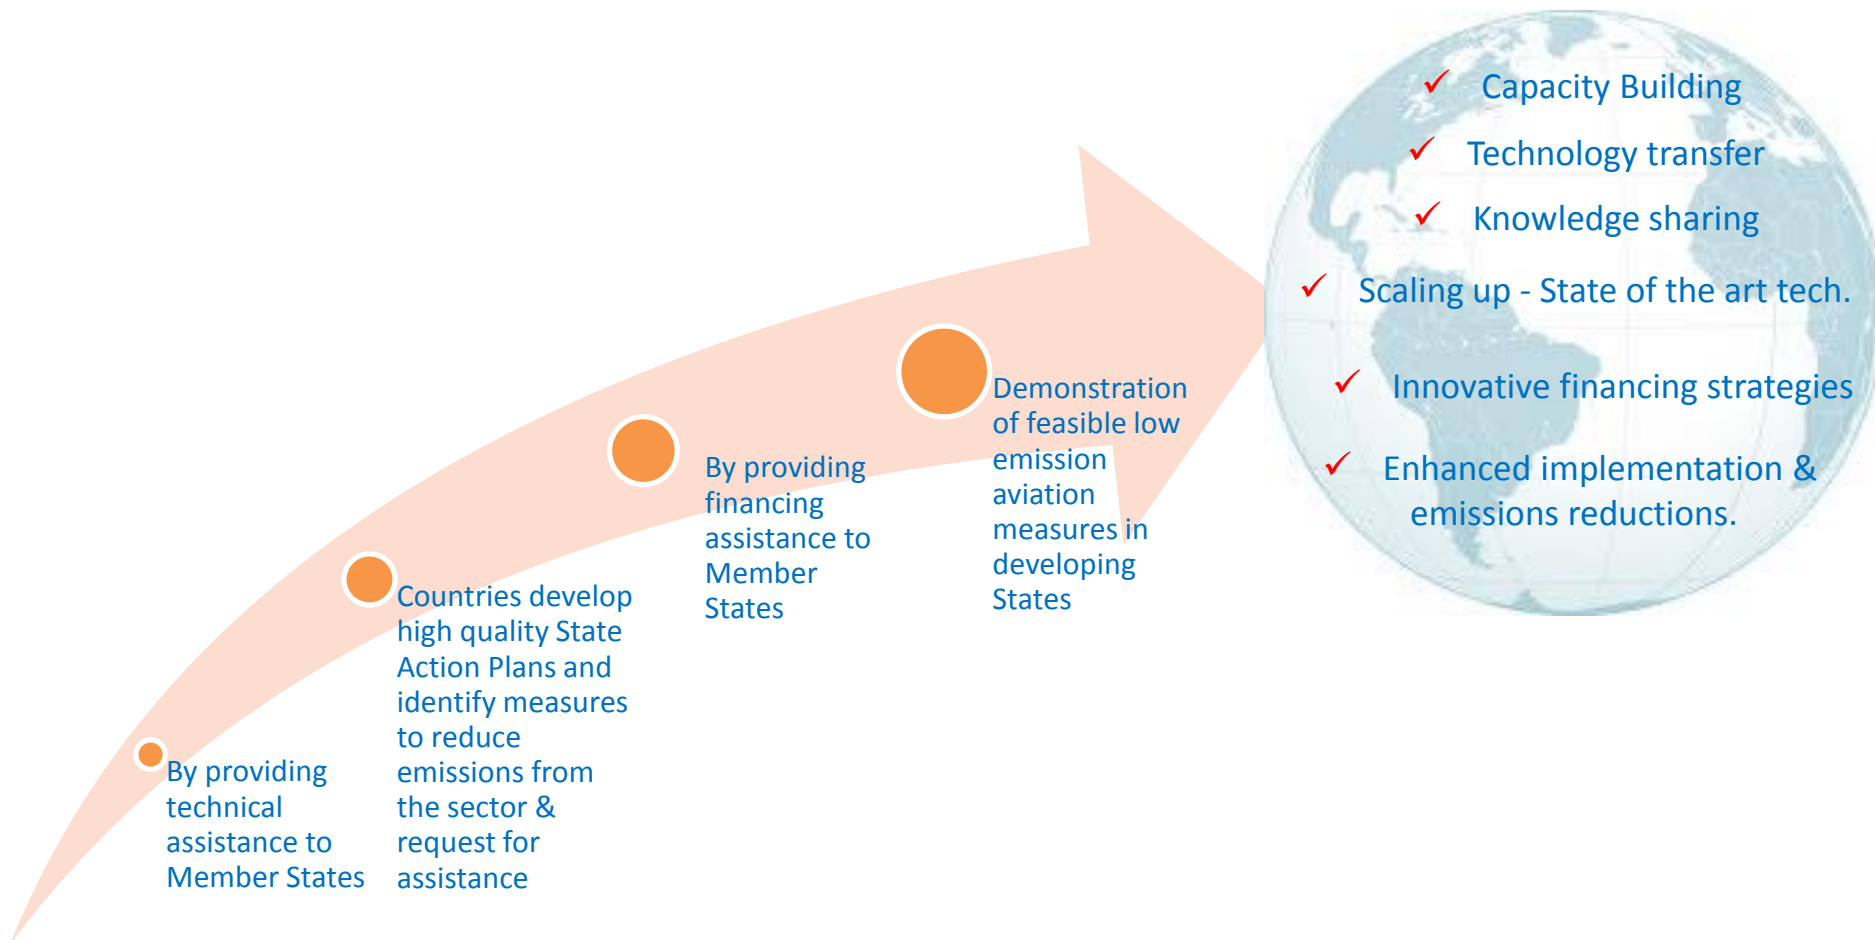 By providing
technical
assistance to
Member States
Countries develop
high quality State
Action Plans and
identify measures
to reduce
emissions from
the sector &
request for
assistance
By providing
financing
assistance to
Member
States
Demonstration
of feasible low
emission
aviation
measures in
developing
States
✓ Capacity Building
✓ Technology transfer
✓ Knowledge sharing
✓ Scaling up - State of the art tech.
✓ Innovative financing strategies
✓ Enhanced implementation &
emissions reductions.